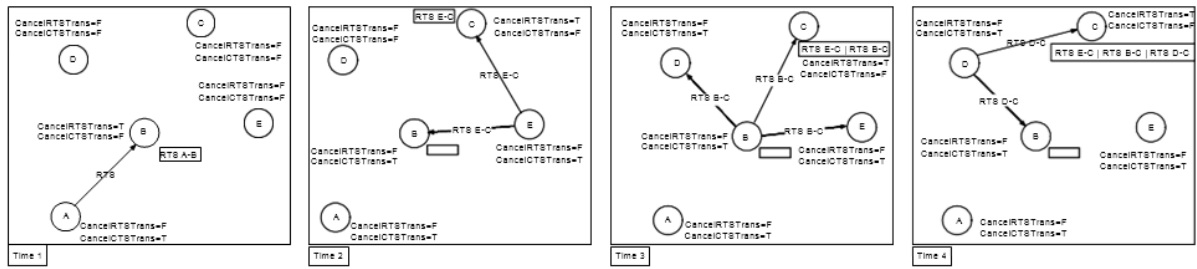 CancelRTSTrans=F
CancelCTSTrans=F
C
CancelRTSTrans=F
CancelCTSTrans=F
D
CancelRTSTrans=F
CancelCTSTrans=F
CancelRTSTrans=T
CancelCTSTrans=F
B
E
RTS A-B
RTS
A
CancelRTSTrans=F
CancelCTSTrans=T
Time 1
RTS E-C
C
CancelRTSTrans=T
CancelCTSTrans=F
CancelRTSTrans=F
CancelCTSTrans=F
D
RTS E-C
B
RTS E-C
E
CancelRTSTrans=F
CancelCTSTrans=T
CancelRTSTrans=F
CancelCTSTrans=T
A
CancelRTSTrans=F
CancelCTSTrans=T
Time 2
CancelRTSTrans=F
CancelCTSTrans=T
C
RTS E-C | RTS B-C
CancelRTSTrans=T
CancelCTSTrans=F
D
RTS B-C
RTS B-C
CancelRTSTrans=F
CancelCTSTrans=T
B
RTS B-C
E
CancelRTSTrans=F
CancelCTSTrans=T
A
CancelRTSTrans=F
CancelCTSTrans=T
Time 3
CancelRTSTrans=F
CancelCTSTrans=T
C
CancelRTSTrans=T
CancelCTSTrans=F
RTS D-C
RTS E-C | RTS B-C | RTS D-C
D
RTS D-C
CancelRTSTrans=F
CancelCTSTrans=T
B
E
CancelRTSTrans=F
CancelCTSTrans=T
A
CancelRTSTrans=F
CancelCTSTrans=T
Time 4